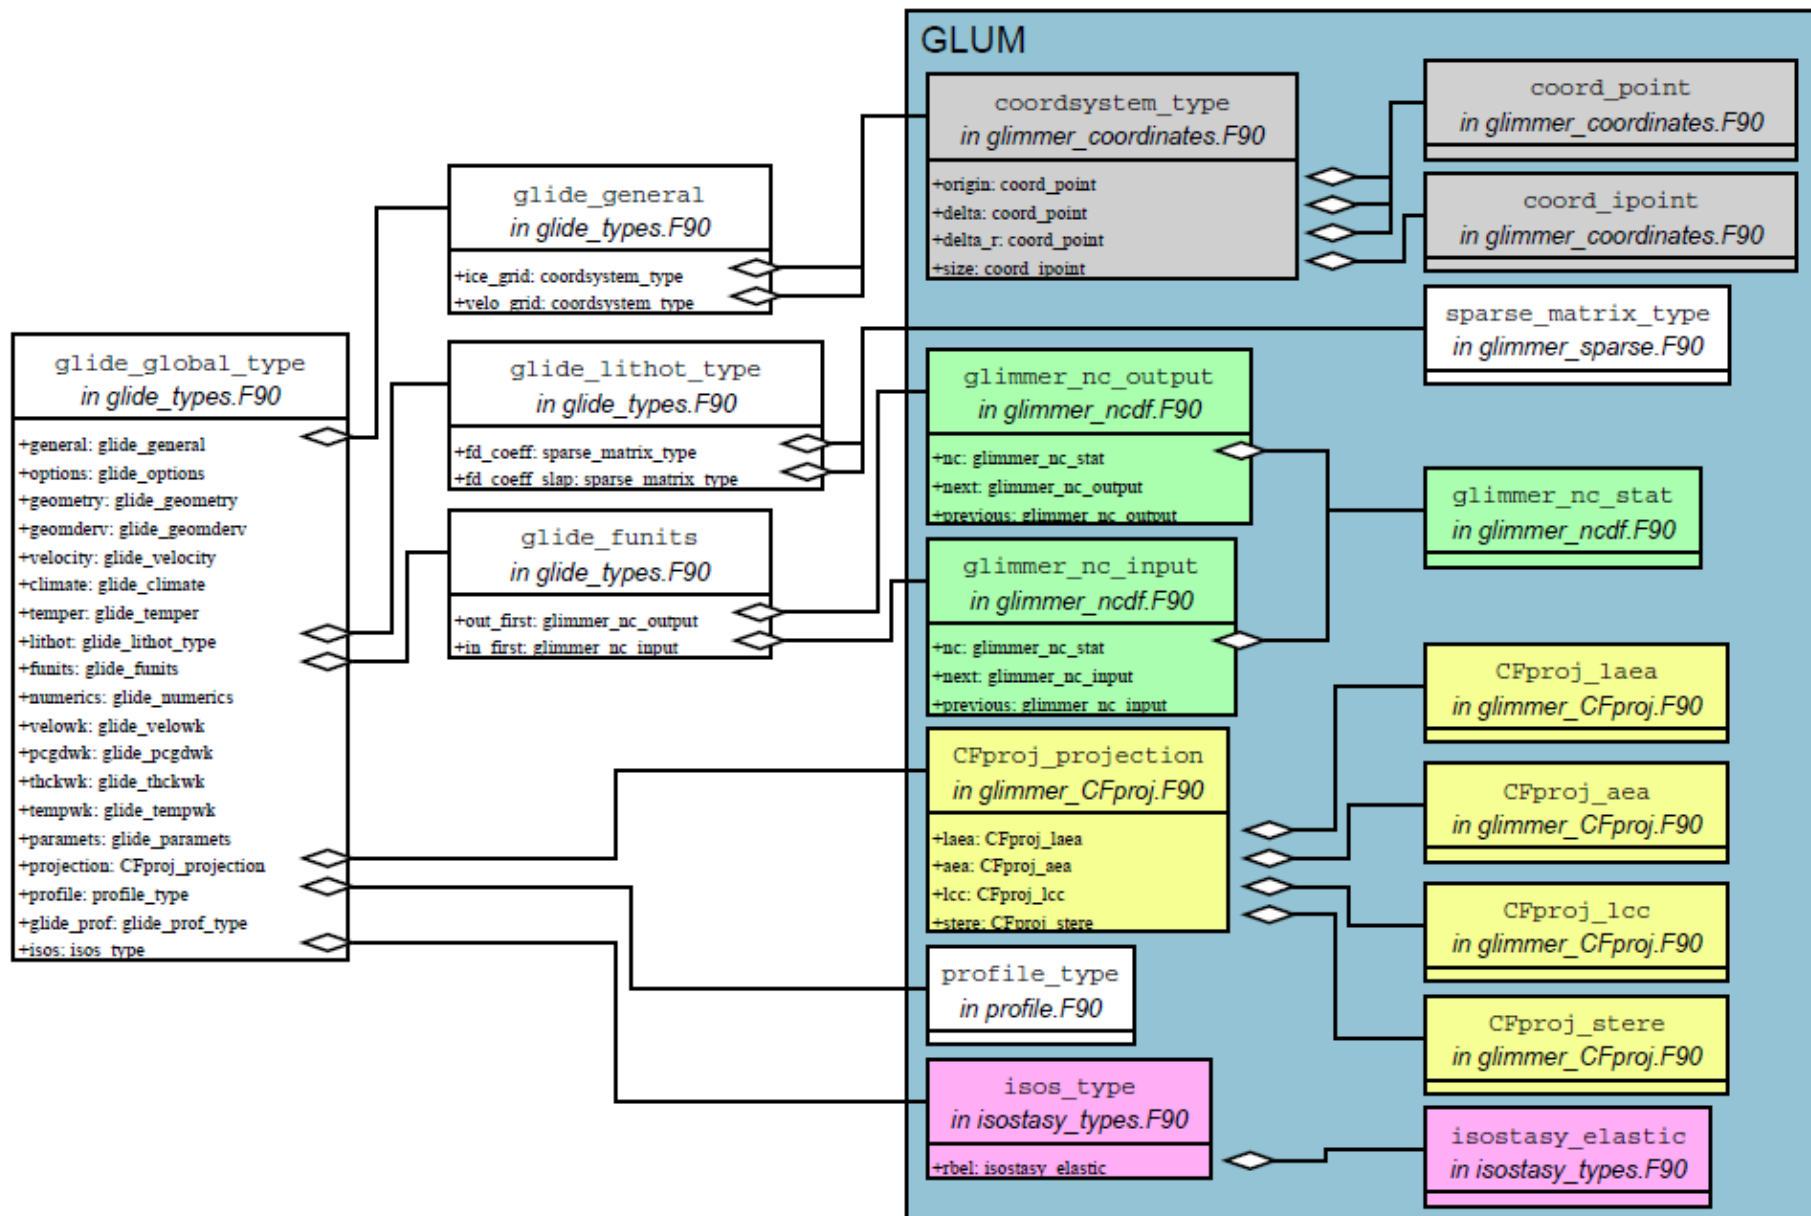 GLUM
glide_global_type
in glide_types.F90
+general: glide_general
+options: glide_options
+geometry: glide_geometry
+geomderv: glide_geomderv
+velocity: glide_velocity
+climate: glide_climate
+temper: glide_temper
+lithot: glide_lithot_type
+funits: glide_funits
+numerics: glide_numerics
+velowk: glide_velowk
+pcgdwk: glide_pcgdwk
+thckwk: glide_thckwk
+tempwk: glide_tempwk
+paramets: glide_paramets
+projection: CFproj_projection
+profile: profile_type
+glide_prof: glide_prof_type
+isos: isos_type
glide_general
in glide_types.F90
+ice_grid: coordsystem_type
+velo_grid: coordsystem_type
glide_lithot_type
in glide_types.F90
+fd_coeff: sparse_matrix_type
+fd_coeff_slap: sparse_matrix_type
glide_funits
in glide_types.F90
+out_first: glimmer_nc_output
+in_first: glimmer_nc_input
coordsystem_type
in glimmer_coordinates.F90
+origin: coord_point
+delta: coord_point
+delta_r: coord_point
+size: coord_ipoint
glimmer_nc_output
in glimmer_ncdf.F90
+nc: glimmer_nc_stat
+next: glimmer_nc_output
+previous: glimmer_nc_output
glimmer_nc_input
in glimmer_ncdf.F90
+nc: glimmer_nc_stat
+next: glimmer_nc_input
+previous: glimmer_nc_input
CFproj_projection
in glimmer_CFproj.F90
+laea: CFproj_laea
+aea: CFproj_aea
+lcc: CFproj_lcc
+stere: CFproj_stere
profile_type
in profile.F90
isos_type
in isostasy_types.F90
+rbel: isostasy_elastic
coord_point
in glimmer_coordinates.F90
coord_ipoint
in glimmer_coordinates.F90
sparse_matrix_type
in glimmer_sparse.F90
glimmer_nc_stat
in glimmer_ncdf.F90
CFproj_laea
in glimmer_CFproj.F90
CFproj_aea
in glimmer_CFproj.F90
CFproj_lcc
in glimmer_CFproj.F90
CFproj_stere
in glimmer_CFproj.F90
isostasy_elastic
in isostasy_types.F90